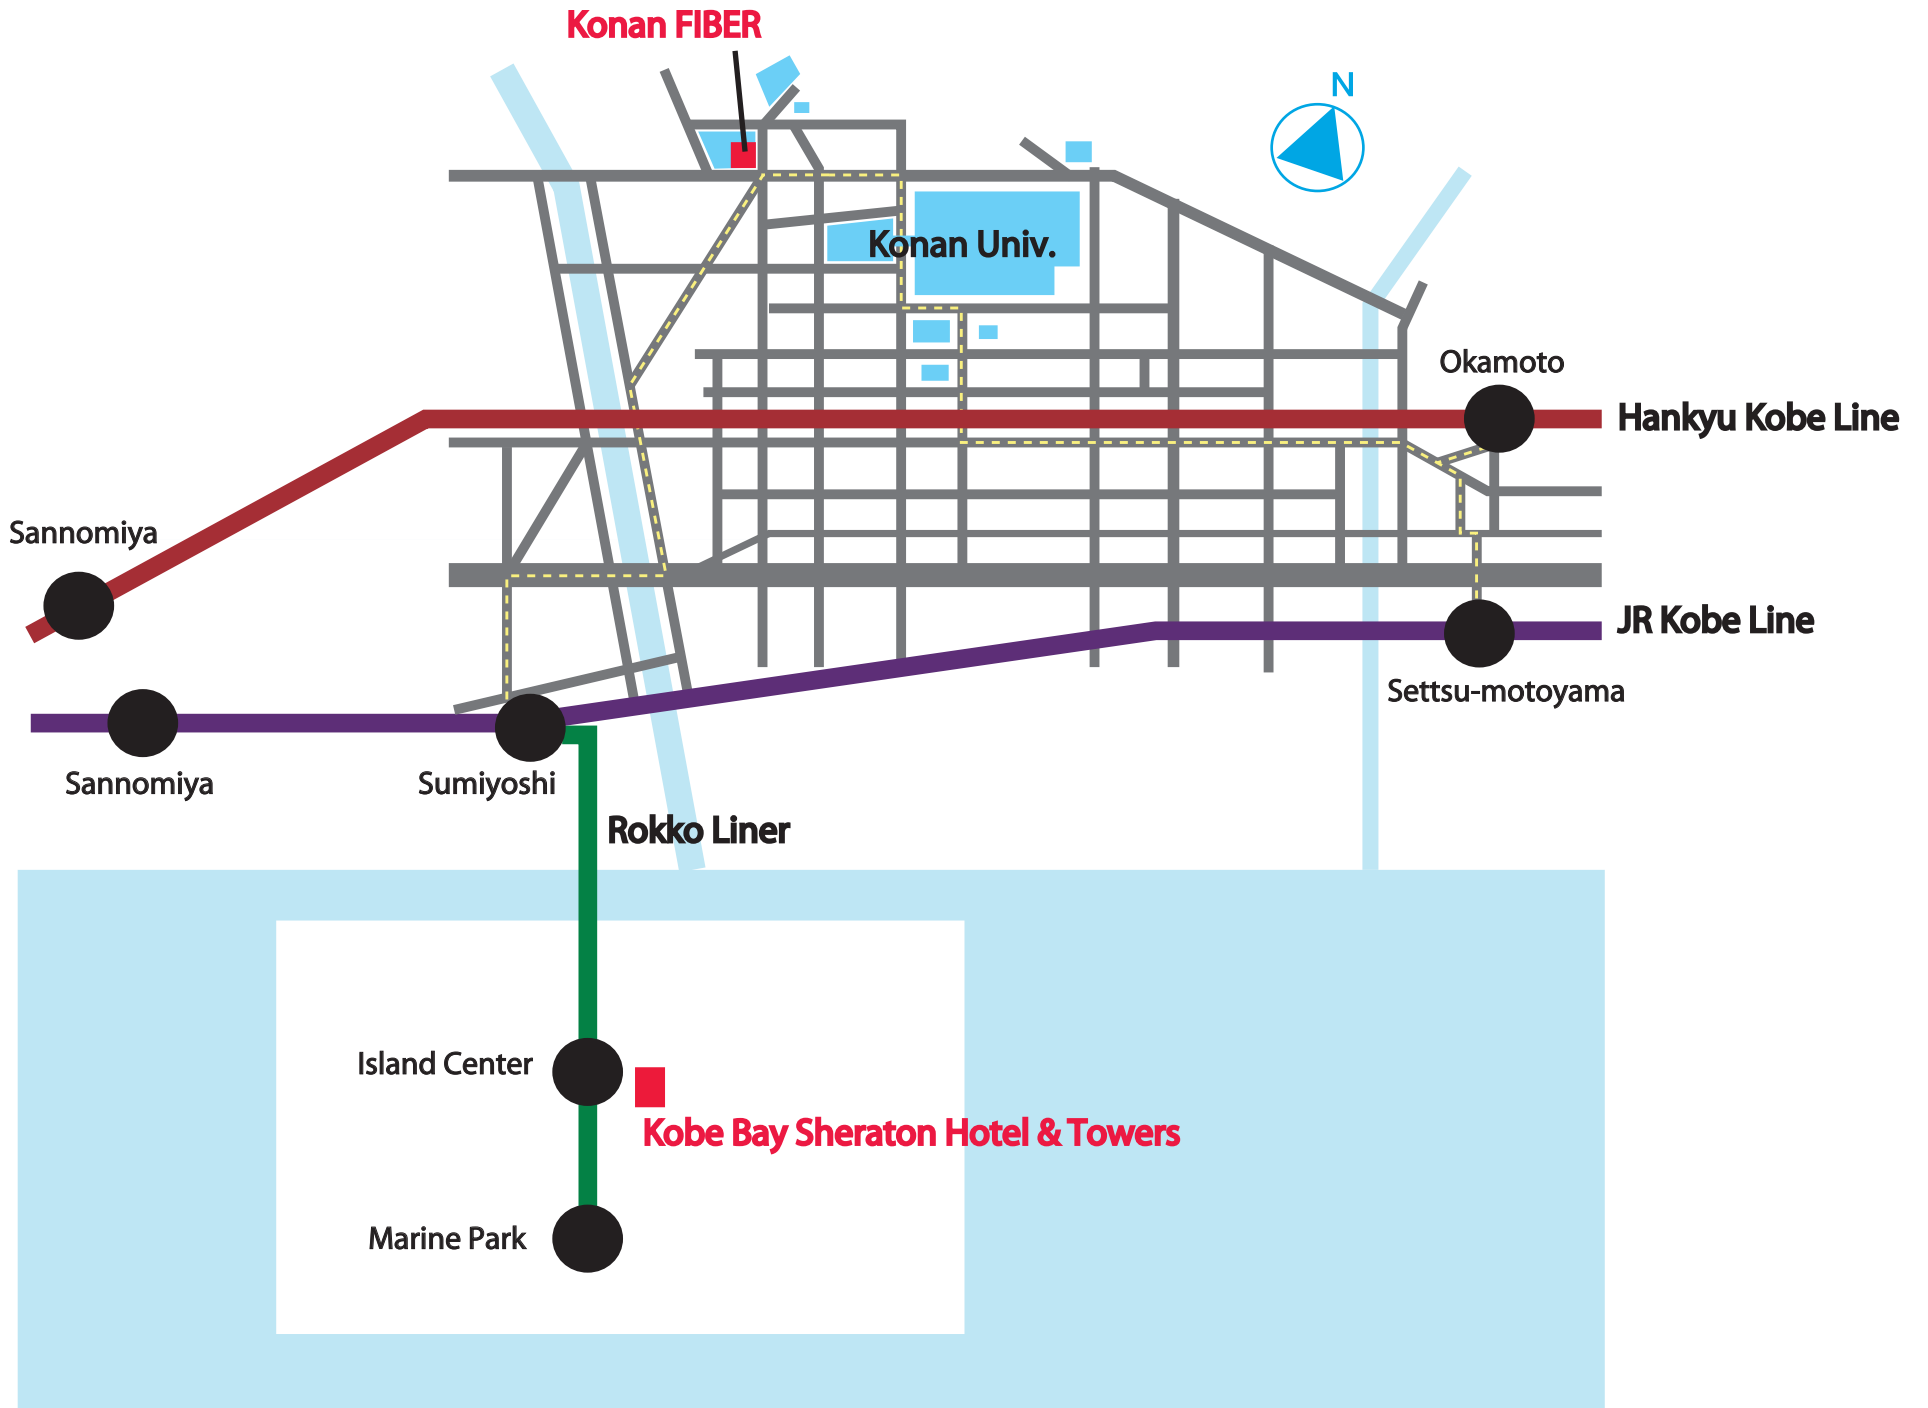 Konan FIBER
N
Konan Univ.
Okamoto
Hankyu Kobe Line
Sannomiya
JR Kobe Line
Settsu-motoyama
Sannomiya
Sumiyoshi
Rokko Liner
Island Center
Kobe Bay Sheraton Hotel & Towers
Marine Park